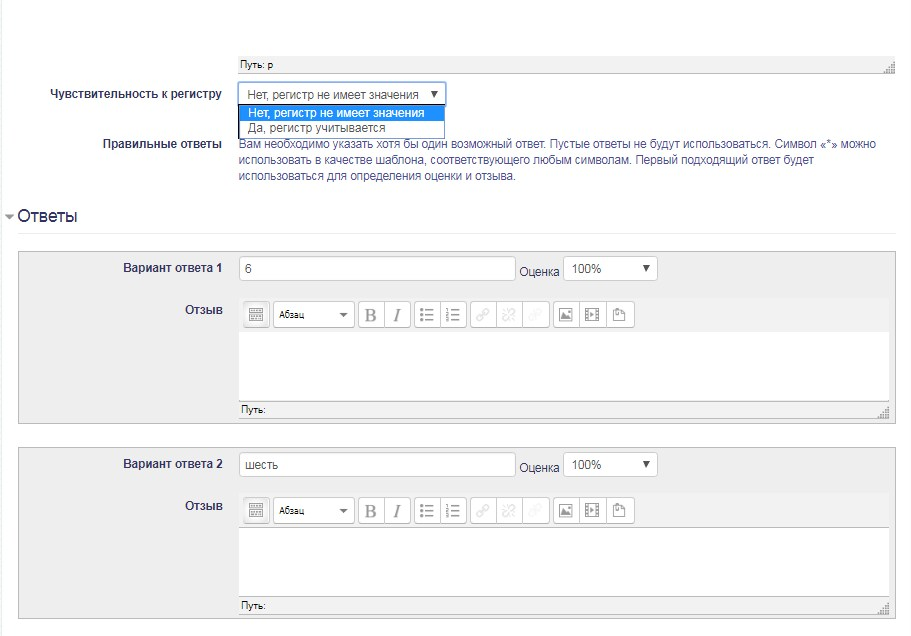 Путь: p
Чувствительность к регистру
Нет, регистр не имеет значения
Нет, регистр не имеет значения
Да, регистр учитывается
Правильные ответы
Вам необходимо указать хотя бы один возможный ответ. Пустые ответы не будут использоваться. Символ «*» можно
использовать в качестве шаблона, соответствующего любым символам. Первый подходящий ответ будет
использоваться для определения оценки и отзыва.
Ответы
Вариант ответа 1
6
Оценка
100%
Отзыв
Абзац
B I
Путь:
Вариант ответа 2
шесть
Оценка
100%
Отзыв
Абзац
B I
Путь: